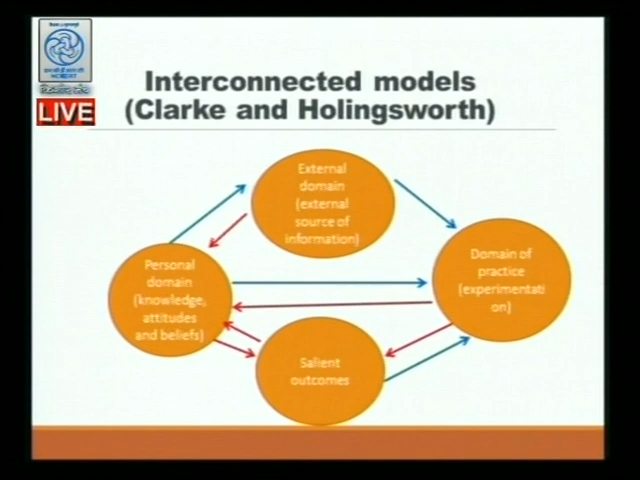 NCERT
LIVE
Interconnected models
(Clarke and Holingsworth)
External
domain
(external
source of
information)
Personal
domain
(knowledge,
attitudes
and beliefs)
Domain of
practice
(experimentati
on)
Salient
outcomes